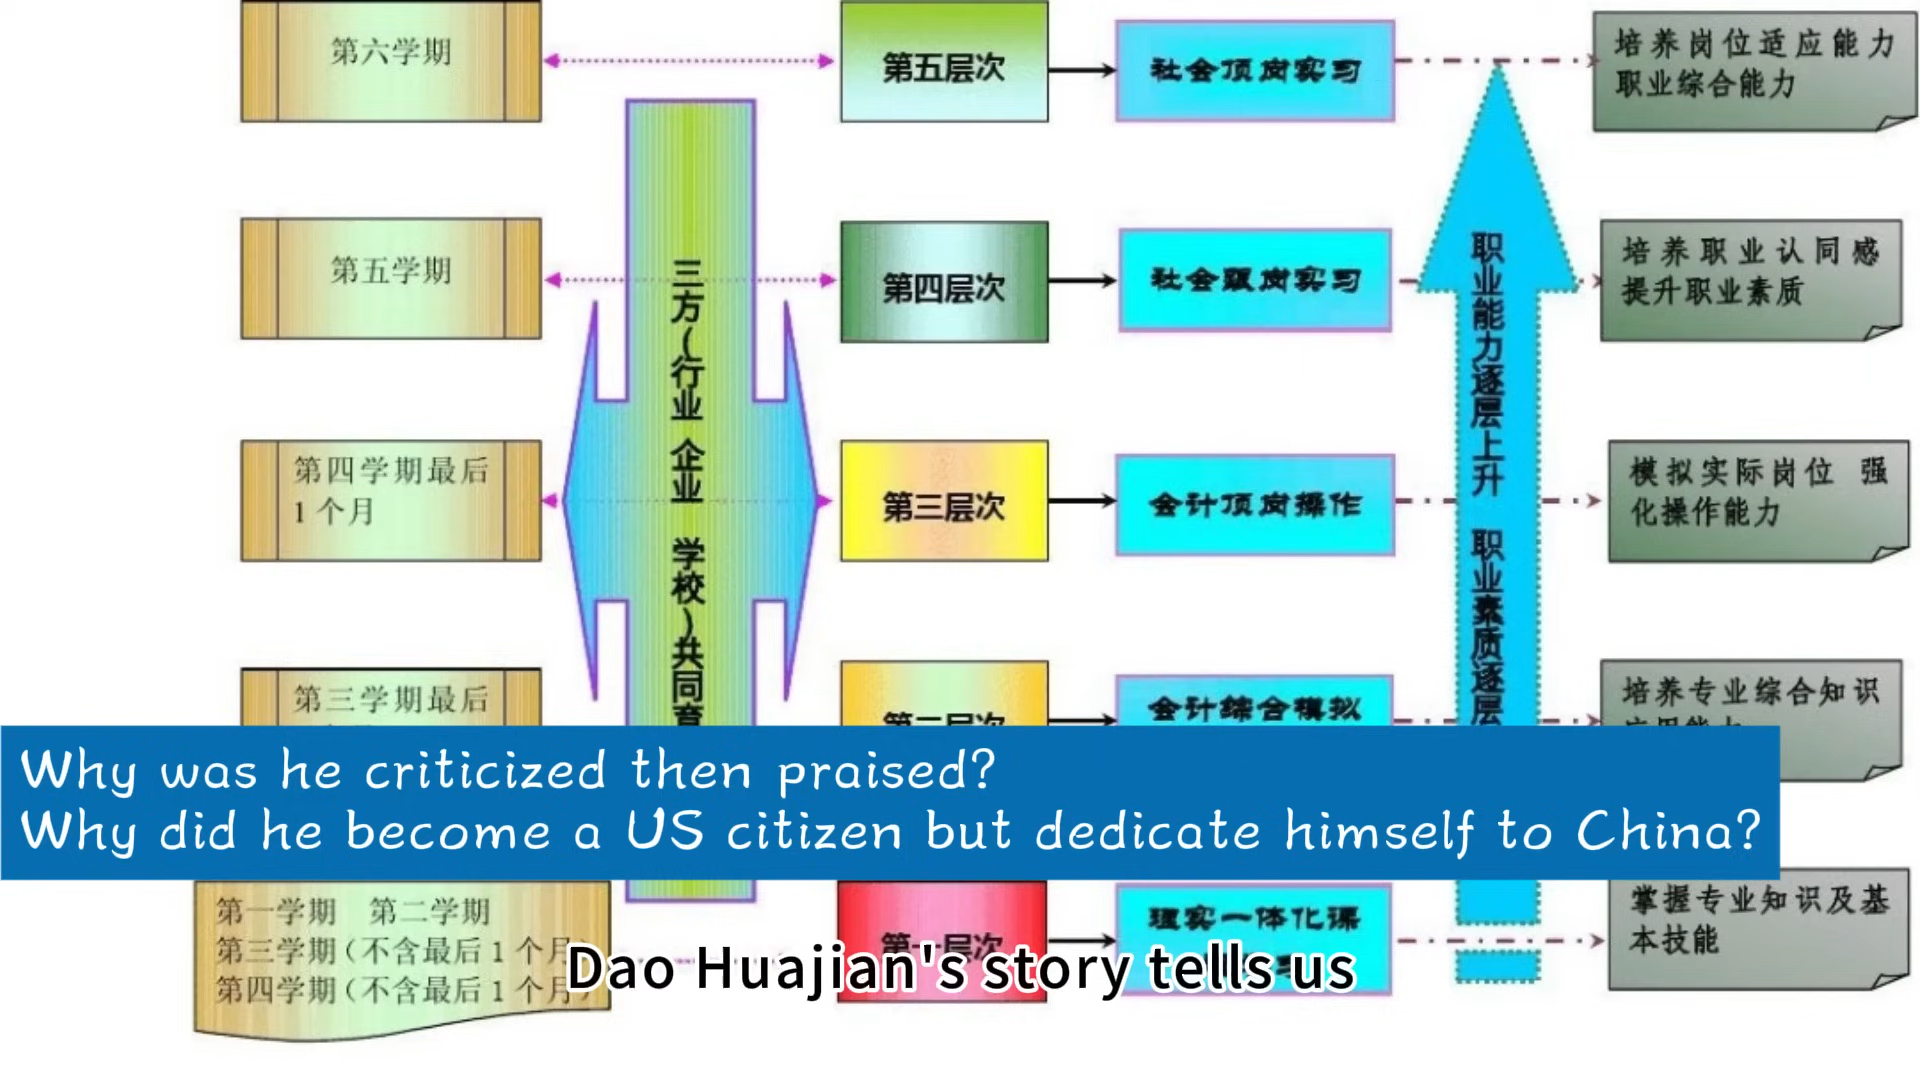 第六学期
第五层次
社会顶岗实习
培养岗位适应能力
职业综合能力
第五学期
第四层次
社会跟岗实习
培养职业认同感
提升职业素质
三方(行业 企业 学校)共同育
职业能力逐层上升 职业素质逐层
第四学期最后
1个月
第三层次
会计顶岗操作
模拟实际岗位 强
化操作能力
第三学期最后
第二层次
会计综合模拟
培养专业综合知识
Why was he criticized then praised?
Why did he become a US citizen but dedicate himself to China?
第一学期 第二学期
第三学期(不含最后1个月)
第四学期(不含最后1个月)
第一层次
理实一体化课
掌握专业知识及基
本技能
Dao Huajian's story tells us